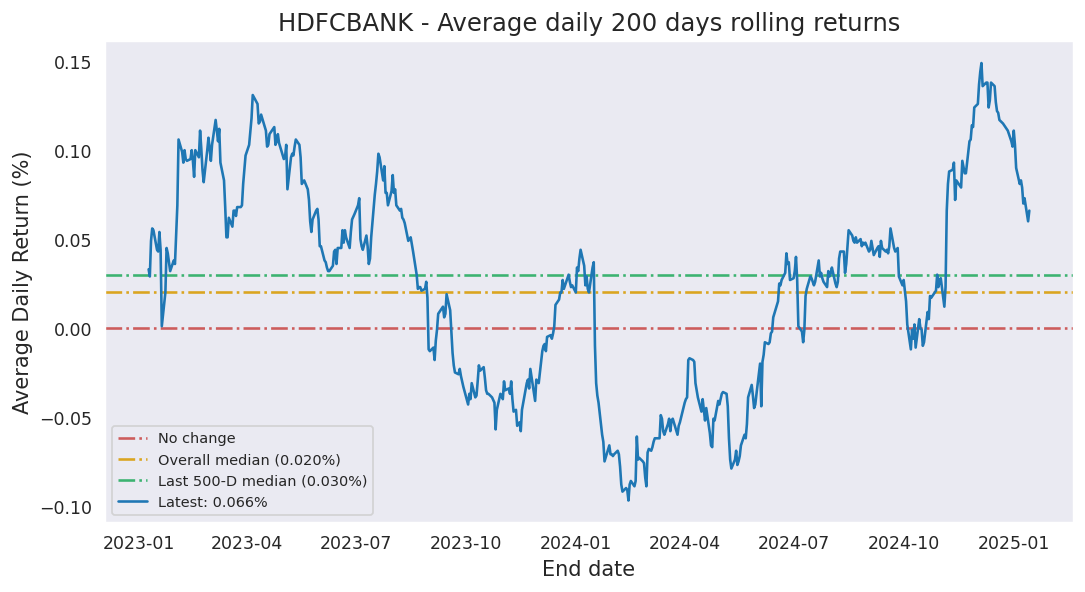 HDFCBANK - Average daily 200 days rolling returns
Average Daily Return (%)
0.15
0.10
0.05
0.00
−0.05
−0.10
No change
Overall median (0.020%)
Last 500-D median (0.030%)
Latest: 0.066%
2023-01 2023-04 2023-07 2023-10 2024-01 2024-04 2024-07 2024-10 2025-01
End date